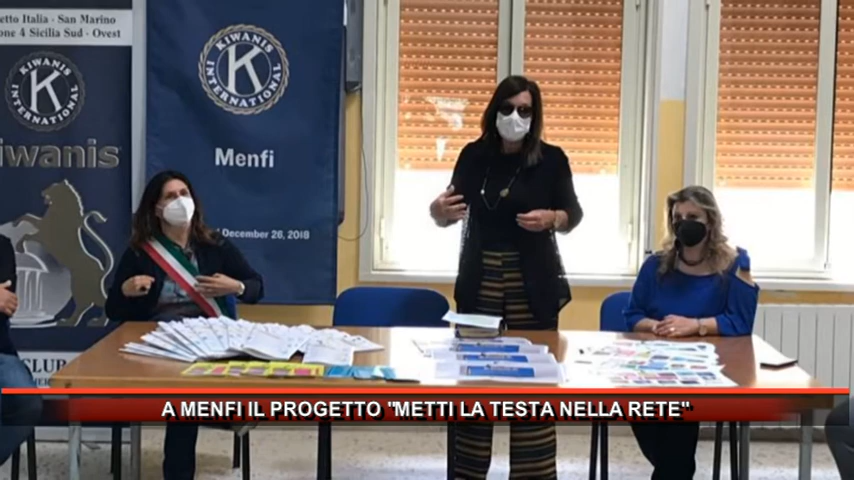 etto Italia - San Marino
one 4 Sicilia Sud - Ovest
KIWANIS
K
INTERNATIONAL
iwanis
CLUB
KIWANIS
K
INTERNATIONAL
Menfi
December 26, 2018
A MENFI IL PROGETTO "METTI LA TESTA NELLA RETE"